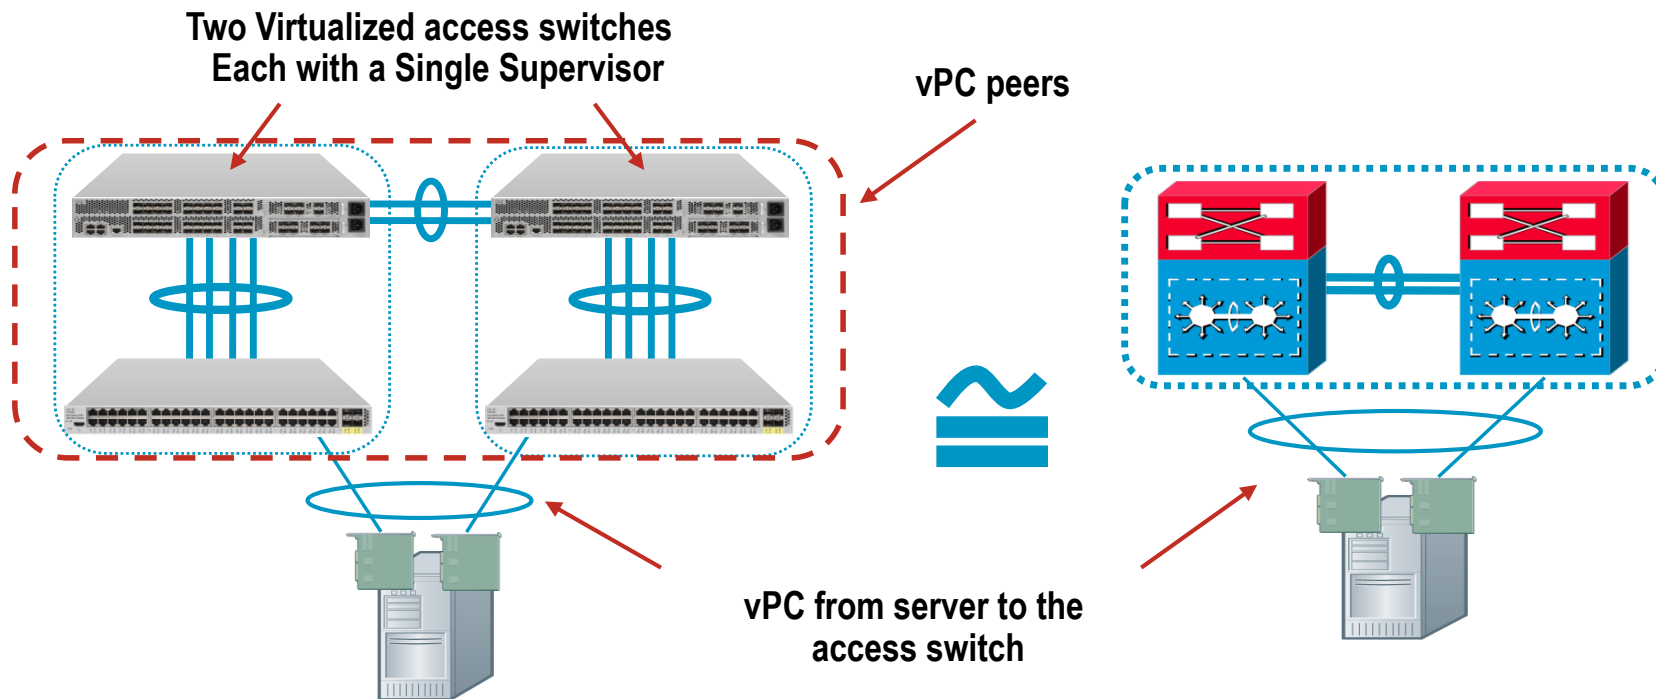 Two Virtualized access switches
Each with a Single Supervisor
vPC peers
vPC from server to the
access switch